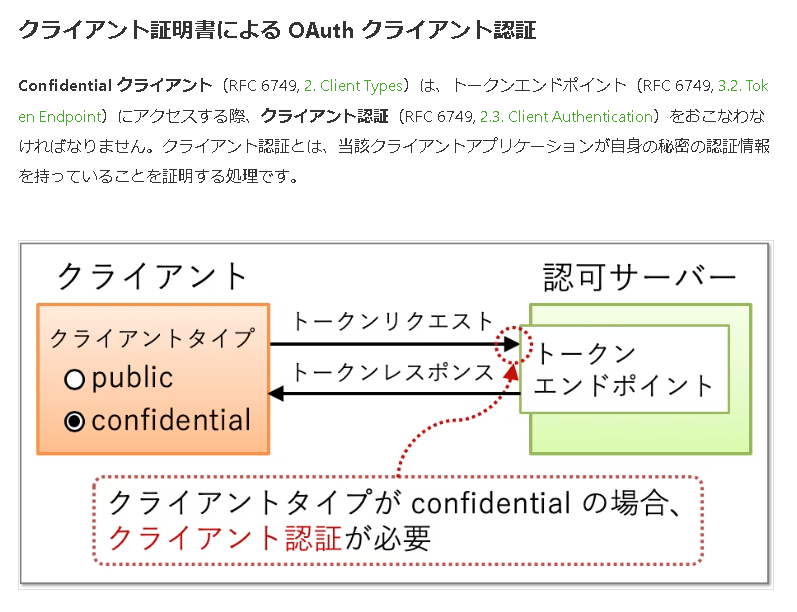 クライアント証明書による OAuth クライアント認証
Confidential クライアント（RFC 6749, 2. Client Types）は、トークンエンドポイント（RFC 6749, 3.2. Tok
en Endpoint）にアクセスする際、クライアント認証（RFC 6749, 2.3. Client Authentication）をおこなわな
ければなりません。クライアント認証とは、当該クライアントアプリケーションが自身の秘密の認証情報
を持っていることを証明する処理です。
クライアント
認可サーバー
クライアントタイプ
public
confidential
トークンリクエスト
トークンレスポンス
トークン
エンドポイント
クライアントタイプが confidential の場合、
クライアント認証が必要